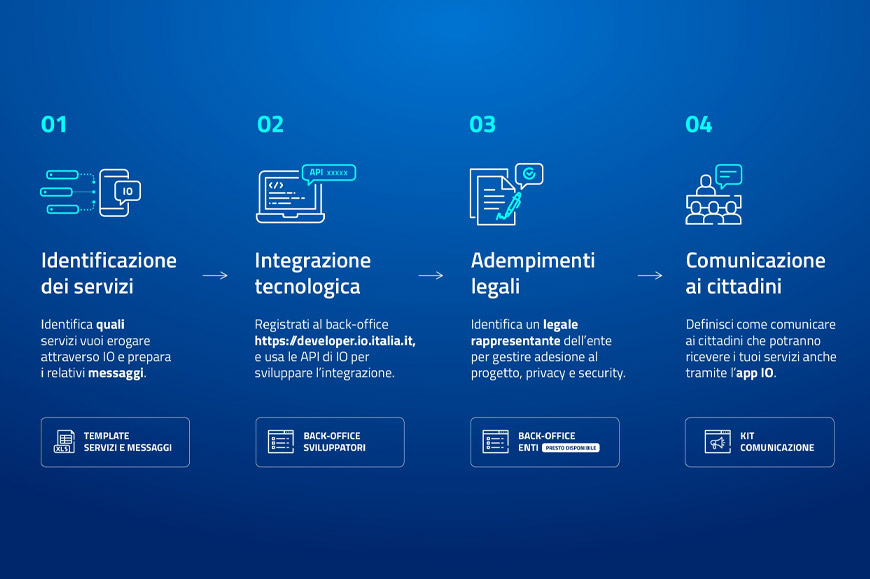 01
IO
Identificazione
dei servizi
Identifica quali
servizi vuoi erogare
attraverso IO e prepara
i relativi messaggi.
XLS
TEMPLATE
SERVIZI E MESSAGGI
02
API xxxxx
</>
Integrazione
tecnologica
Registrati al back-office
https://developer.io.italia.it,
e usa le API di IO per
sviluppare l'integrazione.
BACK-OFFICE
SVILUPPATORI
03
Adempimenti
legali
Identifica un legale
rappresentante dell'ente
per gestire adesione al
progetto, privacy e security.
BACK-OFFICE
ENTI PRESTO DISPONIBILE
04
Comunicazione
ai cittadini
Definisci come comunicare
ai cittadini che potranno
ricevere i tuoi servizi anche
tramite l'app IO.
KIT
COMUNICAZIONE